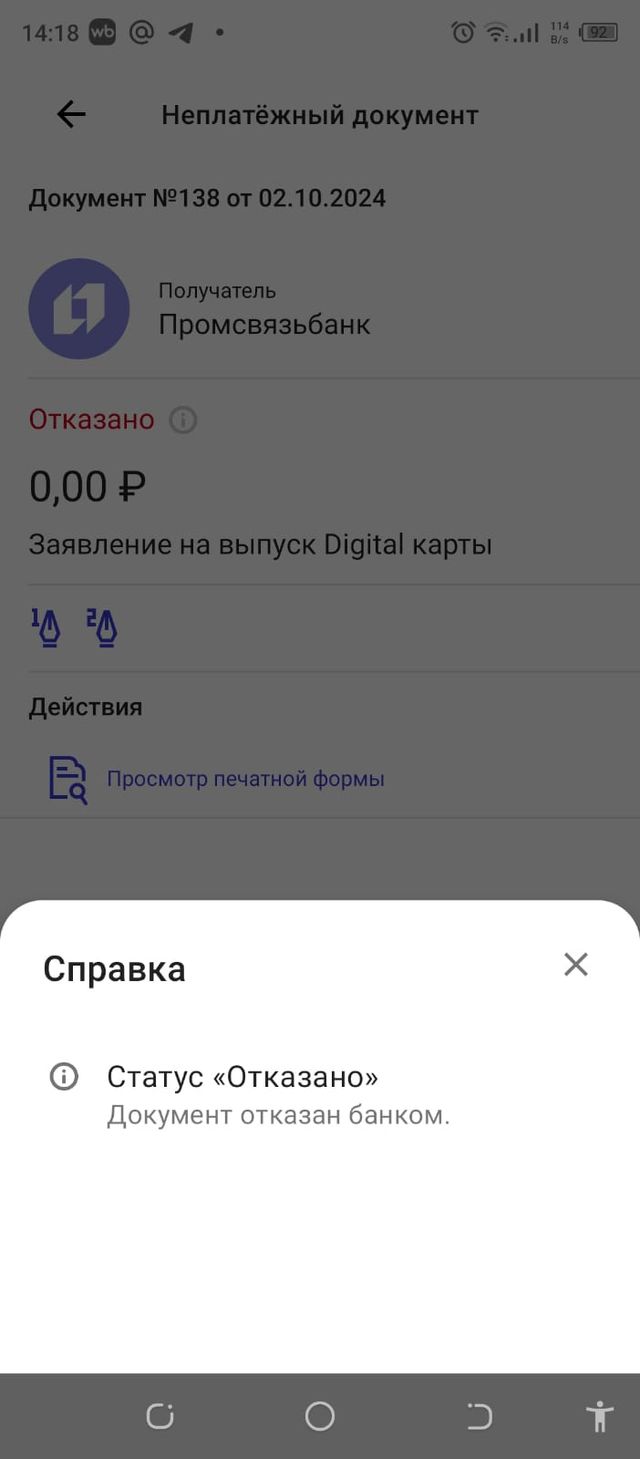 14:18 wb @ 114 B/s 92
Неплатёжный документ
Документ №138 от 02.10.2024
Получатель
Промсвязьбанк
Отказано
0,00 ₽
Заявление на выпуск Digital карты
1 2
Действия
Просмотр печатной формы
Справка
Статус «Отказано»
Документ отказан банком.